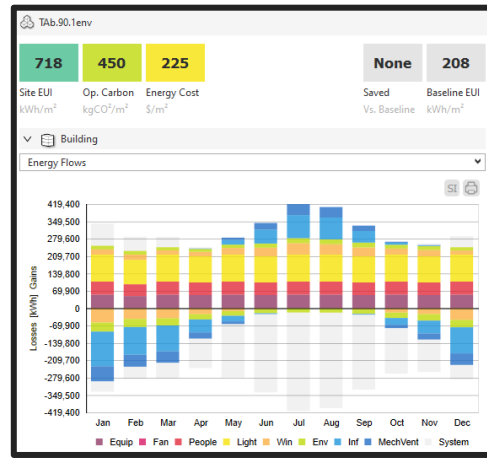 TAb.90.1env
718
450
225
None
208
Site EUI
Op. Carbon
Energy Cost
Saved
Baseline EUI
kWh/m²
kgCO²/m²
$/m²
Vs. Baseline
kWh/m²
Building
Energy Flows
SI
419,400
349,500
279,600
209,700
139,800
69,900
0
-69,900
-139,800
-209,700
-279,600
-349,500
-419,400
Losses [kWh] Gains
Jan Feb Mar Apr May Jun Jul Aug Sep Oct Nov Dec
Equip Fan People Light Win Env Inf MechVent System